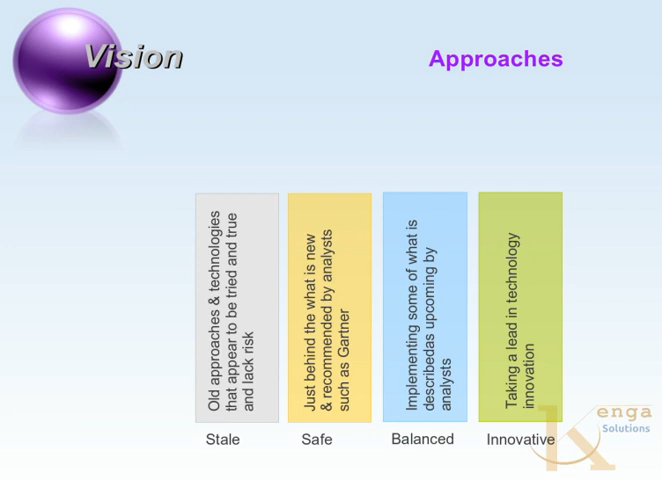 Vision
Approaches
Old approaches & technologies
that appear to be tried and true
and lack risk
Just behind the what is new
& recommended by analysts
such as Gartner
Implementing some of what is
describedas upcoming by
analysts
Taking a lead in technology
innovation
Stale
Safe
Balanced
Innovative
Kenga
Solutions